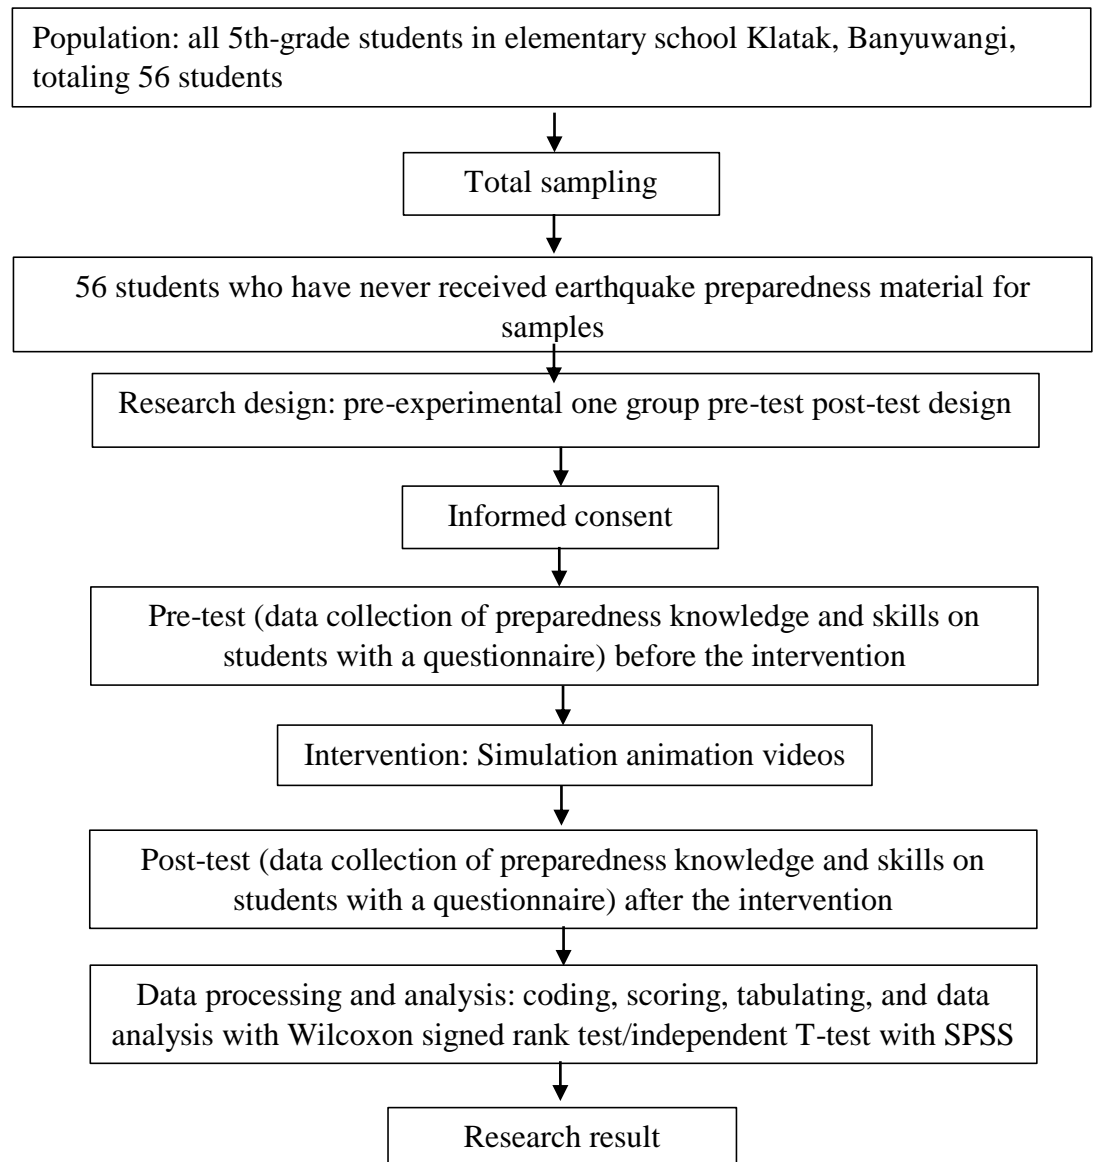 Population: all 5th-grade students in elementary school Klatak, Banyuwangi,
totaling 56 students
Total sampling
56 students who have never received earthquake preparedness material for
samples
Research design: pre-experimental one group pre-test post-test design
Informed consent
Pre-test (data collection of preparedness knowledge and skills on
students with a questionnaire) before the intervention
Intervention: Simulation animation videos
Post-test (data collection of preparedness knowledge and skills on
students with a questionnaire) after the intervention
Data processing and analysis: coding, scoring, tabulating, and data
analysis with Wilcoxon signed rank test/independent T-test with SPSS
Research result